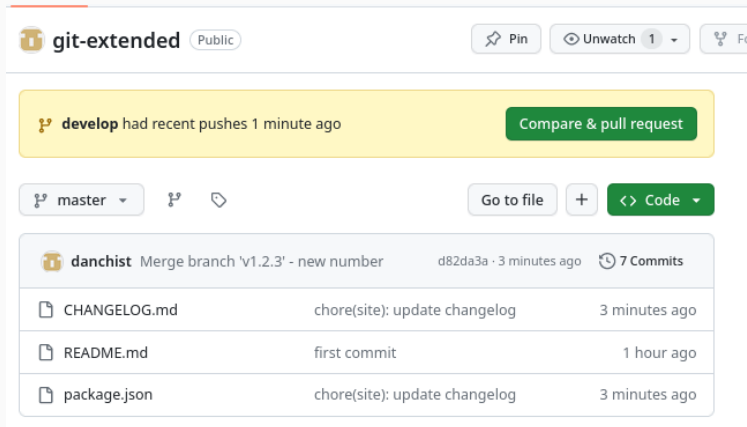 git-extended Public Pin Unwatch 1
develop had recent pushes 1 minute ago Compare & pull request
master Go to file + <> Code
danchist Merge branch 'v1.2.3' - new number d82da3a · 3 minutes ago 7 Commits
CHANGELOG.md chore(site): update changelog 3 minutes ago
README.md first commit 1 hour ago
package.json chore(site): update changelog 3 minutes ago